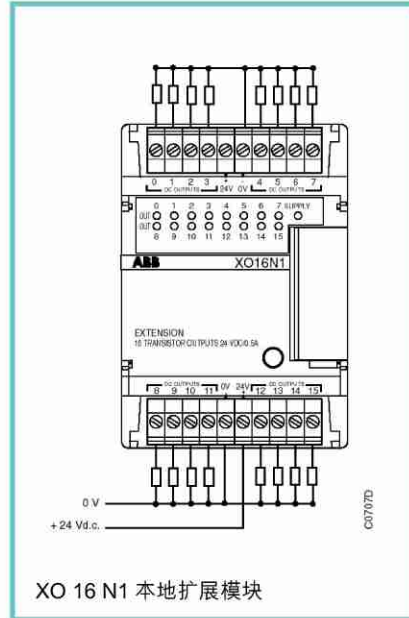 0 1 2 3 24V 0V 4 5 6 7
DC OUTPUTS DC OUTPUTS
0 1 2 3 4 5 6 7 SUPPLY
OUT
OUT
8 9 10 11 12 13 14 15
ABB XO16N1
EXTENSION
16 TRANSISTOR OUTPUTS 24 VDC/0.5A
DC OUTPUTS 0V 24V DC OUTPUTS
8 9 10 11 12 13 14 15
0 V
+ 24 Vd.c.
C0707D
XO 16 N1 本地扩展模块